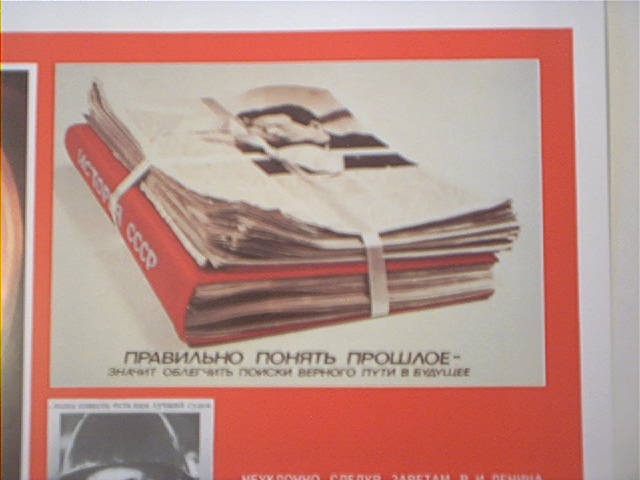 ИСТОРИЯ СССР
ПРАВИЛЬНО ПОНЯТЬ ПРОШЛОЕ-
ЗНАЧИТ ОБЛЕГЧИТЬ ПОИСКИ ВЕРНОГО ПУТИ В БУДУЩЕЕ
НЕУКЛОННО СЛЕДУЯ ЗАВЕТАМ В.И.ЛЕНИНА